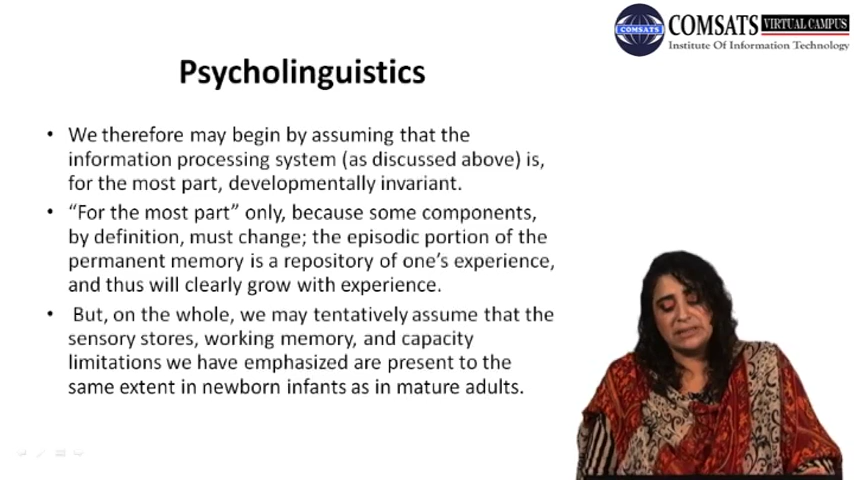 COMSATS VIRTUAL CAMPUS
COMSATS
Institute Of Information Technology
Psycholinguistics
• We therefore may begin by assuming that the
information processing system (as discussed above) is,
for the most part, developmentally invariant.
• “For the most part” only, because some components,
by definition, must change; the episodic portion of the
permanent memory is a repository of one’s experience,
and thus will clearly grow with experience.
• But, on the whole, we may tentatively assume that the
sensory stores, working memory, and capacity
limitations we have emphasized are present to the
same extent in newborn infants as in mature adults.